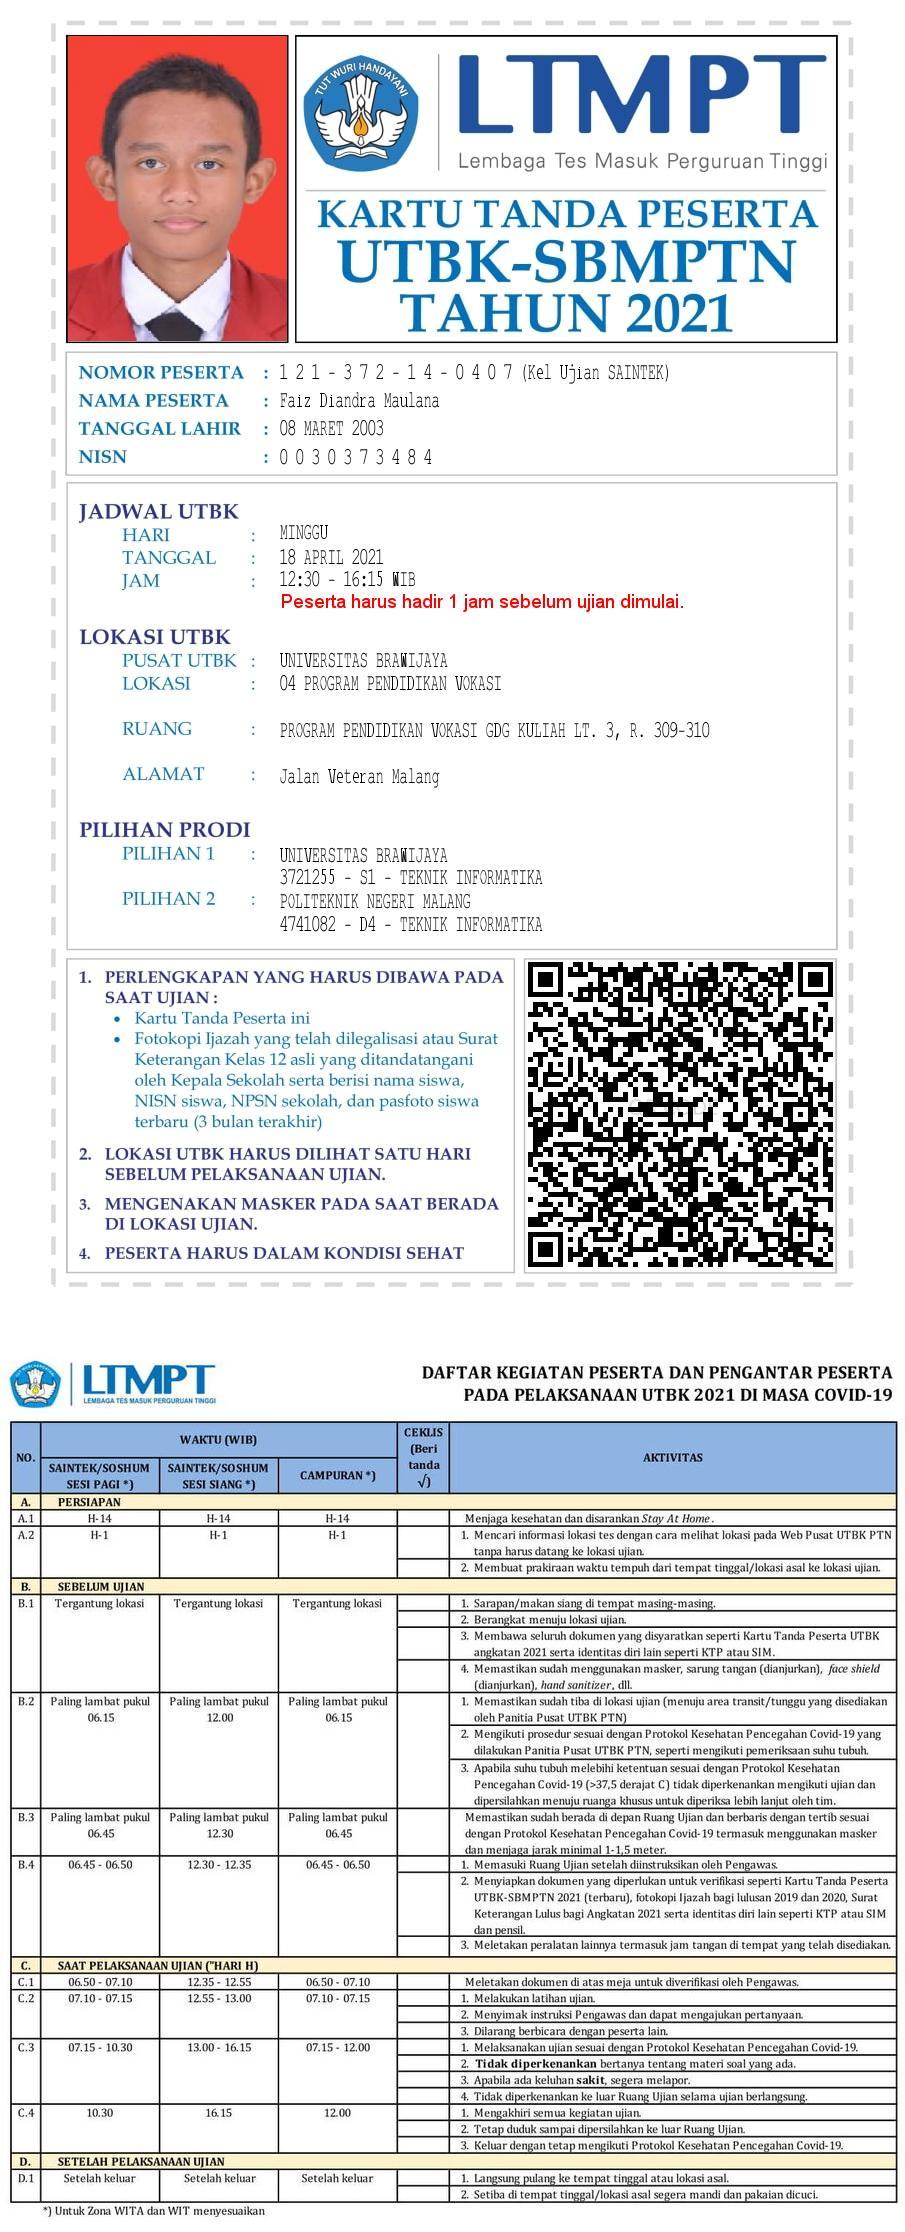 TUT WURI HANDAYANI
LTMPT
Lembaga Tes Masuk Perguruan Tinggi
KARTU TANDA PESERTA
UTBK-SBMPTN
TAHUN 2021
NOMOR PESERTA : 1 2 1 - 3 7 2 - 1 4 - 0 4 0 7 (Kel Ujian SAINTEK)
NAMA PESERTA : Faiz Diandra Maulana
TANGGAL LAHIR : 08 MARET 2003
NISN : 0 0 3 0 3 7 3 4 8 4
JADWAL UTBK
HARI : MINGGU
TANGGAL : 18 APRIL 2021
JAM : 12:30 - 16:15 WIB
Peserta harus hadir 1 jam sebelum ujian dimulai.
LOKASI UTBK
PUSAT UTBK : UNIVERSITAS BRAWIJAYA
LOKASI : 04 PROGRAM PENDIDIKAN VOKASI
RUANG : PROGRAM PENDIDIKAN VOKASI GDG KULIAH LT. 3, R. 309-310
ALAMAT : Jalan Veteran Malang
PILIHAN PRODI
PILIHAN 1 : UNIVERSITAS BRAWIJAYA
3721255 - S1 - TEKNIK INFORMATIKA
PILIHAN 2 : POLITEKNIK NEGERI MALANG
4741082 - D4 - TEKNIK INFORMATIKA
1. PERLENGKAPAN YANG HARUS DIBAWA PADA
SAAT UJIAN :
• Kartu Tanda Peserta ini
• Fotokopi Ijazah yang telah dilegalisasi atau Surat
Keterangan Kelas 12 asli yang ditandatangani
oleh Kepala Sekolah serta berisi nama siswa,
NISN siswa, NPSN sekolah, dan pasfoto siswa
terbaru (3 bulan terakhir)
2. LOKASI UTBK HARUS DILIHAT SATU HARI
SEBELUM PELAKSANAAN UJIAN.
3. MENGENAKAN MASKER PADA SAAT BERADA
DI LOKASI UJIAN.
4. PESERTA HARUS DALAM KONDISI SEHAT
LTMPT
LEMBAGA TES MASUK PERGURUAN TINGGI
DAFTAR KEGIATAN PESERTA DAN PENGANTAR PESERTA
PADA PELAKSANAAN UTBK 2021 DI MASA COVID-19
NO. WAKTU (WIB) CEKLIS (Beri tanda √) AKTIVITAS
SAINTEK/SOSHUM SESI PAGI *) SAINTEK/SOSHUM SESI SIANG *) CAMPURAN *)
A. PERSIAPAN
A.1 H-14 H-14 H-14 Menjaga kesehatan dan disarankan Stay At Home.
A.2 H-1 H-1 H-1 1. Mencari informasi lokasi tes dengan cara melihat lokasi pada Web Pusat UTBK PTN
tanpa harus datang ke lokasi ujian.
2. Membuat prakiraan waktu tempuh dari tempat tinggal/lokasi asal ke lokasi ujian.
B. SEBELUM UJIAN
B.1 Tergantung lokasi Tergantung lokasi Tergantung lokasi 1. Sarapan/makan siang di tempat masing-masing.
2. Berangkat menuju lokasi ujian.
3. Membawa seluruh dokumen yang disyaratkan seperti Kartu Tanda Peserta UTBK
angkatan 2021 serta identitas diri lain seperti KTP atau SIM.
4. Memastikan sudah menggunakan masker, sarung tangan (dianjurkan), face shield
(dianjurkan), hand sanitizer, dll.
B.2 Paling lambat pukul Paling lambat pukul Paling lambat pukul 1. Memastikan sudah tiba di lokasi ujian (menuju area transit/tunggu yang disediakan
06.15 12.00 06.15 oleh Panitia Pusat UTBK PTN)
2. Mengikuti prosedur sesuai dengan Protokol Kesehatan Pencegahan Covid-19 yang
dilakukan Panitia Pusat UTBK PTN, seperti mengikuti pemeriksaan suhu tubuh.
3. Apabila suhu tubuh melebihi ketentuan sesuai dengan Protokol Kesehatan
Pencegahan Covid-19 (>37,5 derajat C) tidak diperkenankan mengikuti ujian dan
dipersilahkan menuju ruanga khusus untuk diperiksa lebih lanjut oleh tim.
B.3 Paling lambat pukul Paling lambat pukul Paling lambat pukul Memastikan sudah berada di depan Ruang Ujian dan berbaris dengan tertib sesuai
06.45 12.30 06.45 dengan Protokol Kesehatan Pencegahan Covid-19 termasuk menggunakan masker
dan menjaga jarak minimal 1-1,5 meter.
B.4 06.45 - 06.50 12.30 - 12.35 06.45 - 06.50 1. Memasuki Ruang Ujian setelah diinstruksikan oleh Pengawas.
2. Menyiapkan dokumen yang diperlukan untuk verifikasi seperti Kartu Tanda Peserta
UTBK-SBMPTN 2021 (terbaru), fotokopi Ijazah bagi lulusan 2019 dan 2020, Surat
Keterangan Lulus bagi Angkatan 2021 serta identitas diri lain seperti KTP atau SIM
dan pensil.
3. Meletakan peralatan lainnya termasuk jam tangan di tempat yang telah disediakan.
C. SAAT PELAKSANAAN UJIAN ("HARI H)
C.1 06.50 - 07.10 12.35 - 12.55 06.50 - 07.10 Meletakan dokumen di atas meja untuk diverifikasi oleh Pengawas.
C.2 07.10 - 07.15 12.55 - 13.00 07.10 - 07.15 1. Melakukan latihan ujian.
2. Menyimak instruksi Pengawas dan dapat mengajukan pertanyaan.
3. Dilarang berbicara dengan peserta lain.
C.3 07.15 - 10.30 13.00 - 16.15 07.15 - 12.00 1. Melaksanakan ujian sesuai dengan Protokol Kesehatan Pencegahan Covid-19.
2. Tidak diperkenankan bertanya tentang materi soal yang ada.
3. Apabila ada keluhan sakit, segera melapor.
4. Tidak diperkenankan ke luar Ruang Ujian selama ujian berlangsung.
C.4 10.30 16.15 12.00 1. Mengakhiri semua kegiatan ujian.
2. Tetap duduk sampai dipersilahkan ke luar Ruang Ujian.
3. Keluar dengan tetap mengikuti Protokol Kesehatan Pencegahan Covid-19.
D. SETELAH PELAKSANAAN UJIAN
D.1 Setelah keluar Setelah keluar Setelah keluar 1. Langsung pulang ke tempat tinggal atau lokasi asal.
2. Setiba di tempat tinggal/lokasi asal segera mandi dan pakaian dicuci.
*) Untuk Zona WITA dan WIT menyesuaikan